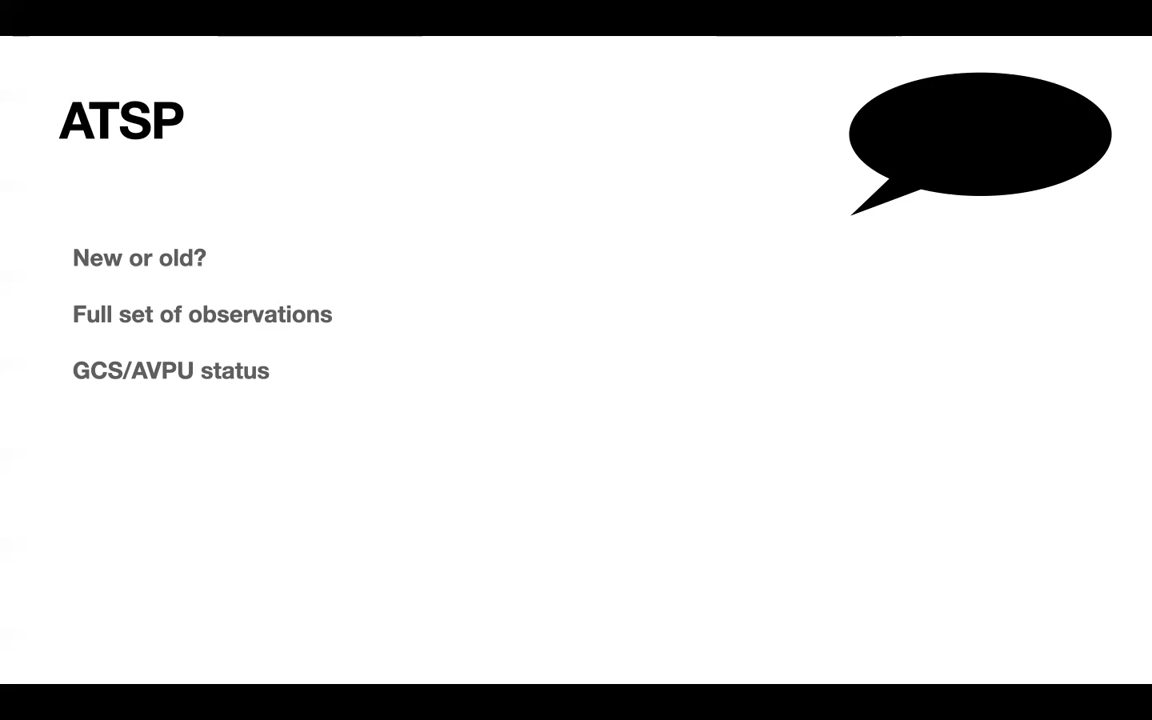 ATSP
New or old?
Full set of observations
GCS/AVPU status